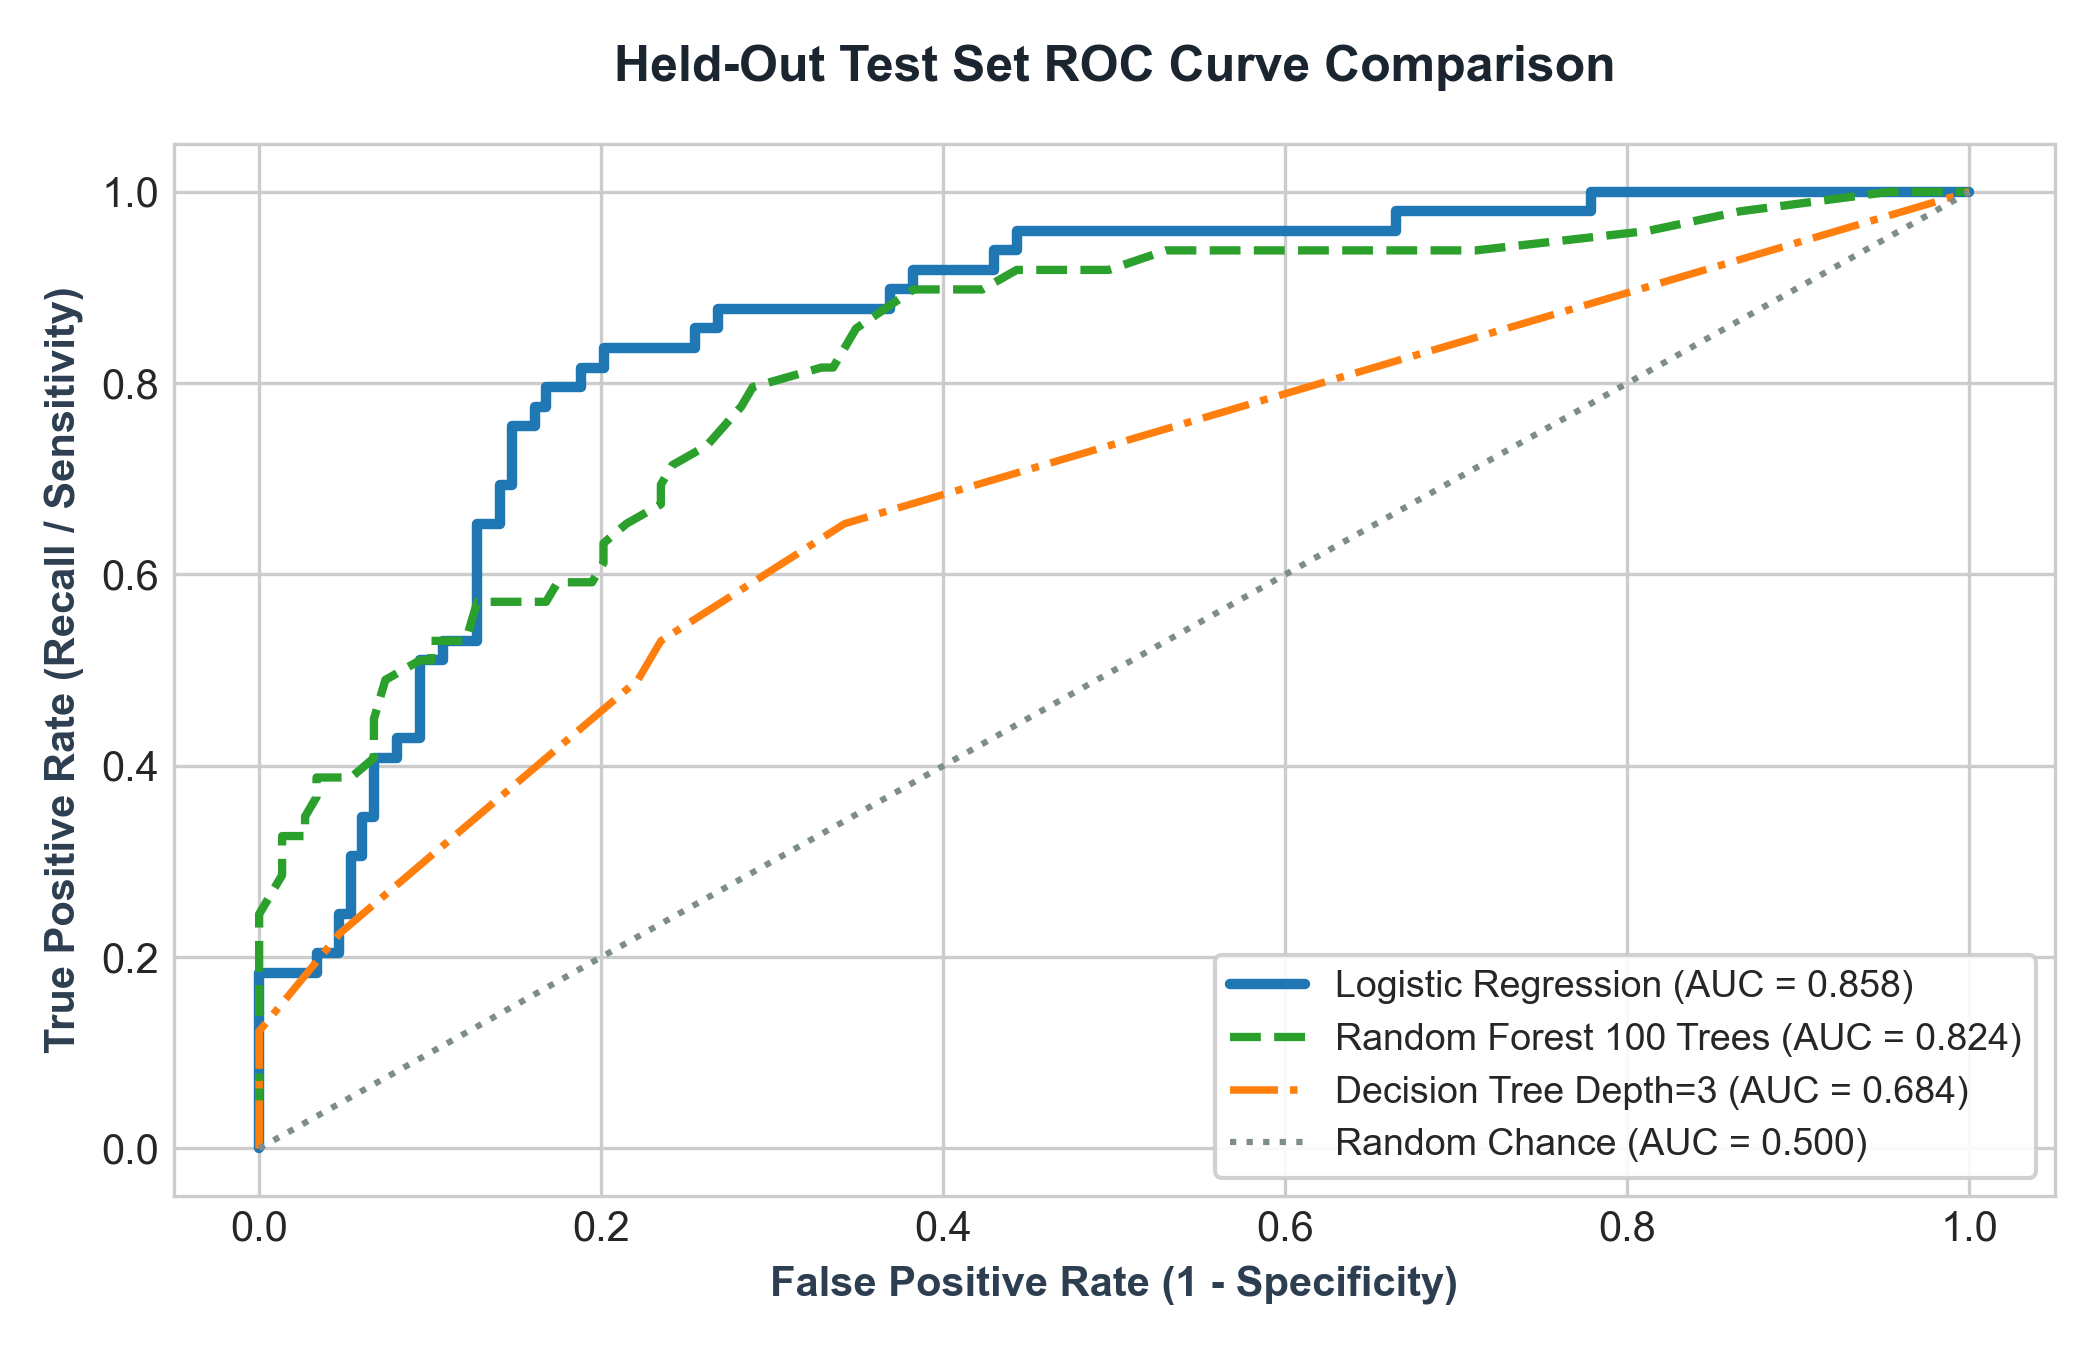 Held-Out Test Set ROC Curve Comparison
True Positive Rate (Recall / Sensitivity)
1.0
0.8
0.6
0.4
0.2
0.0
Logistic Regression (AUC = 0.858)
Random Forest 100 Trees (AUC = 0.824)
Decision Tree Depth=3 (AUC = 0.684)
Random Chance (AUC = 0.500)
0.0 0.2 0.4 0.6 0.8 1.0
False Positive Rate (1 - Specificity)